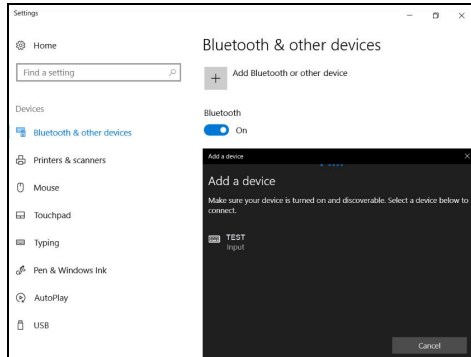 Settings
Home
Find a setting
Devices
Bluetooth & other devices
Printers & scanners
Mouse
Touchpad
Typing
Pen & Windows Ink
AutoPlay
USB
Bluetooth & other devices
Add Bluetooth or other device
Bluetooth
On
Add a device
Add a device
Make sure your device is turned on and discoverable. Select a device below to
connect.
TEST
Input
Cancel